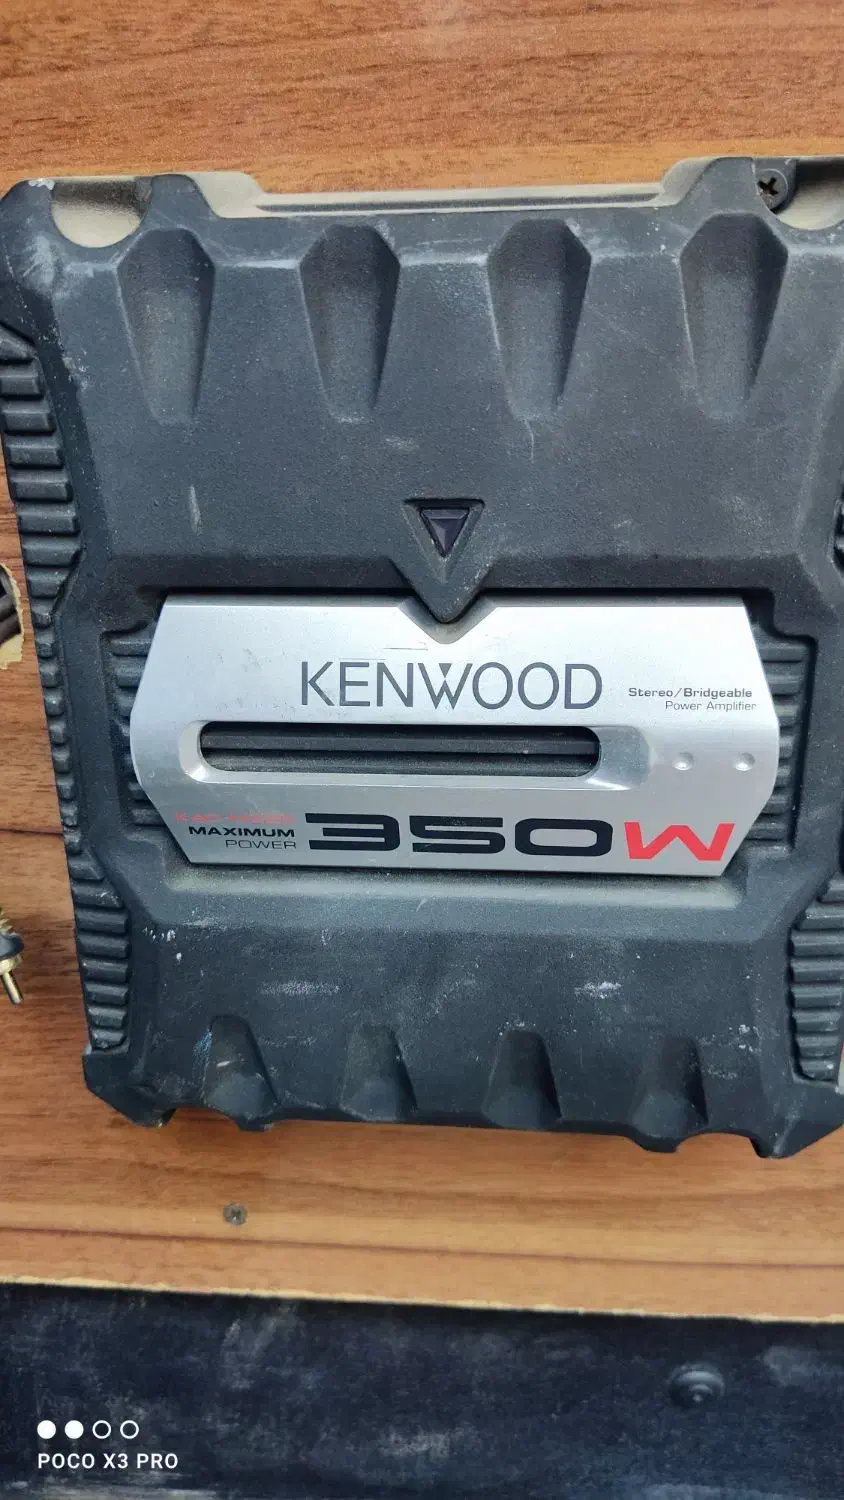 KENWOOD
Stereo/Bridgeable
Power Amplifier
MAXIMUM
POWER
350W
POCO X3 PRO